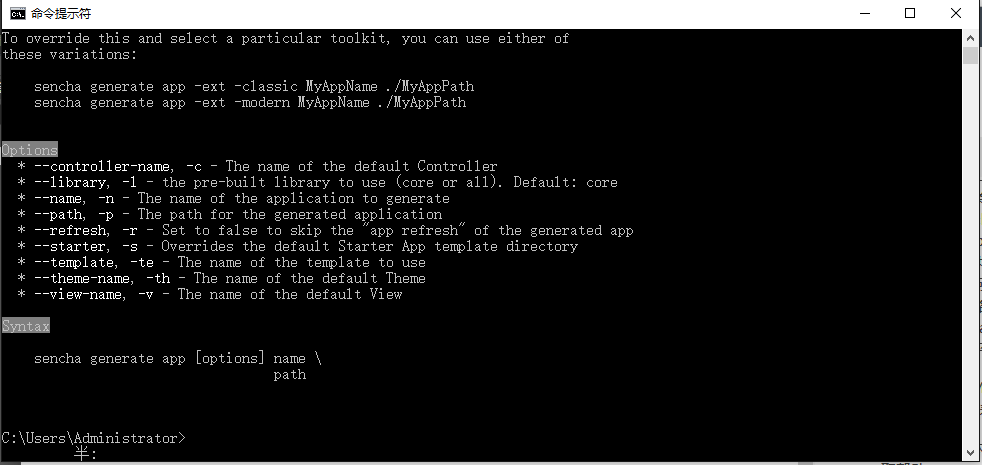 命令提示符
To override this and select a particular toolkit, you can use either of
these variations:
sencha generate app -ext -classic MyAppName ./MyAppPath
sencha generate app -ext -modern MyAppName ./MyAppPath
Options
* --controller-name, -c - The name of the default Controller
* --library, -l - the pre-built library to use (core or all). Default: core
* --name, -n - The name of the application to generate
* --path, -p - The path for the generated application
* --refresh, -r - Set to false to skip the "app refresh" of the generated app
* --starter, -s - Overrides the default Starter App template directory
* --template, -te - The name of the template to use
* --theme-name, -th - The name of the default Theme
* --view-name, -v - The name of the default View
Syntax
sencha generate app [options] name \
path
C:\Users\Administrator>
半: